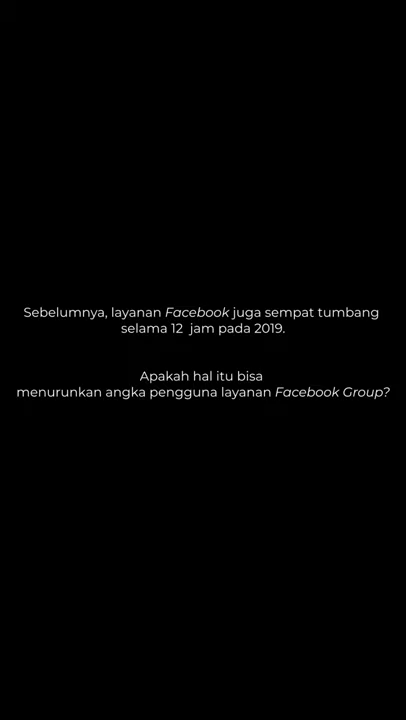 Sebelumnya, layanan Facebook juga sempat tumbang
selama 12 jam pada 2019.
Apakah hal itu bisa
menurunkan angka pengguna layanan Facebook Group?